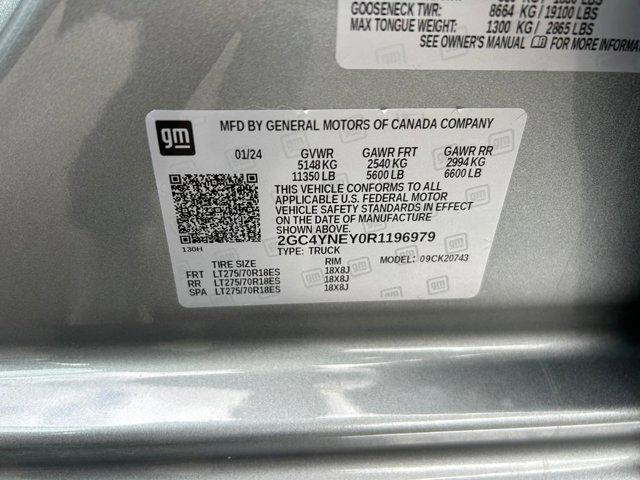 GOOSENECK TWR: 8664 KG / 19100 LBS
MAX TONGUE WEIGHT: 1300 KG / 2865 LBS
SEE OWNER'S MANUAL FOR MORE INFORMA
gm
MFD BY GENERAL MOTORS OF CANADA COMPANY
01/24 GVWR GAWR FRT GAWR RR
5148 KG 2540 KG 2994 KG
11350 LB 5600 LB 6600 LB
THIS VEHICLE CONFORMS TO ALL
APPLICABLE U.S. FEDERAL MOTOR
VEHICLE SAFETY STANDARDS IN EFFECT
ON THE DATE OF MANUFACTURE
SHOWN ABOVE.
2GC4YNEY0R1196979
130H TYPE: TRUCK MODEL: 09CK20743
TIRE SIZE RIM
FRT LT275/70R18ES 18X8J
RR LT275/70R18ES 18X8J
SPA LT275/70R18ES 18X8J